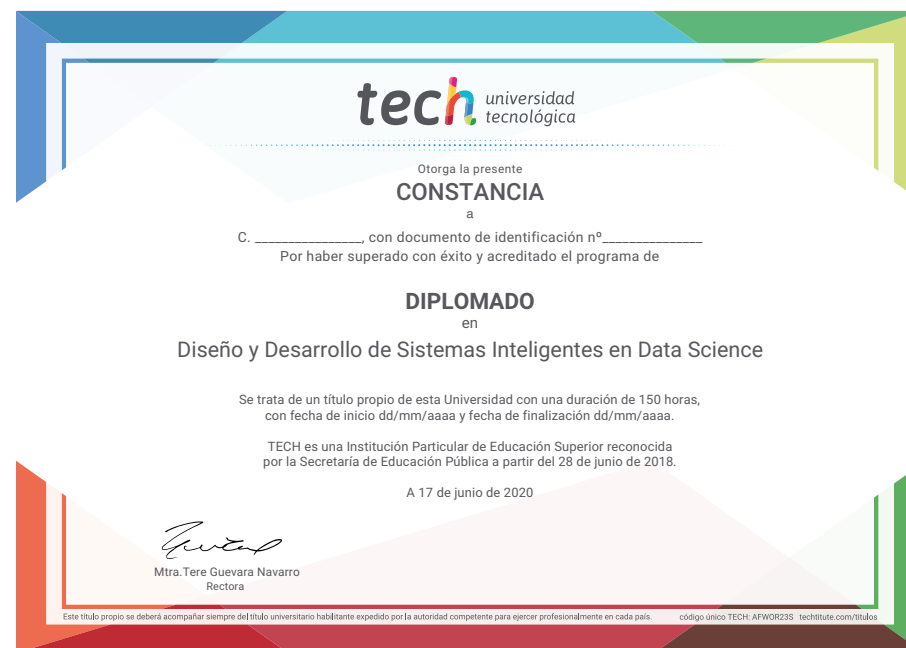 tech universidad
tecnológica
Otorga la presente
CONSTANCIA
a
C. ________________, con documento de identificación nº_______________
Por haber superado con éxito y acreditado el programa de
DIPLOMADO
en
Diseño y Desarrollo de Sistemas Inteligentes en Data Science
Se trata de un título propio de esta Universidad con una duración de 150 horas,
con fecha de inicio dd/mm/aaaa y fecha de finalización dd/mm/aaaa.
TECH es una Institución Particular de Educación Superior reconocida
por la Secretaría de Educación Pública a partir del 28 de junio de 2018.
A 17 de junio de 2020
Mtra.Tere Guevara Navarro
Rectora
Este título propio se deberá acompañar siempre del título universitario habilitante expedido por la autoridad competente para ejercer profesionalmente en cada país. código único TECH: AFWOR23S techtitute.com/titulos